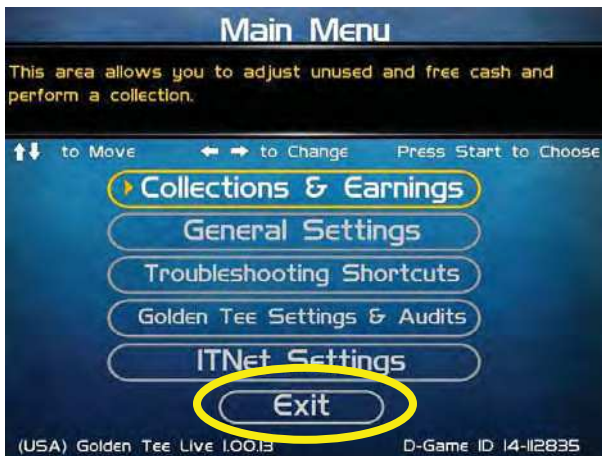 Main Menu
This area allows you to adjust unused and free cash and
perform a collection.
to Move to Change Press Start to Choose
Collections & Earnings
General Settings
Troubleshooting Shortcuts
Golden Tee Settings & Audits
ITNet Settings
Exit
(USA) Golden Tee Live 1.00.13 D-Game ID 14-112835